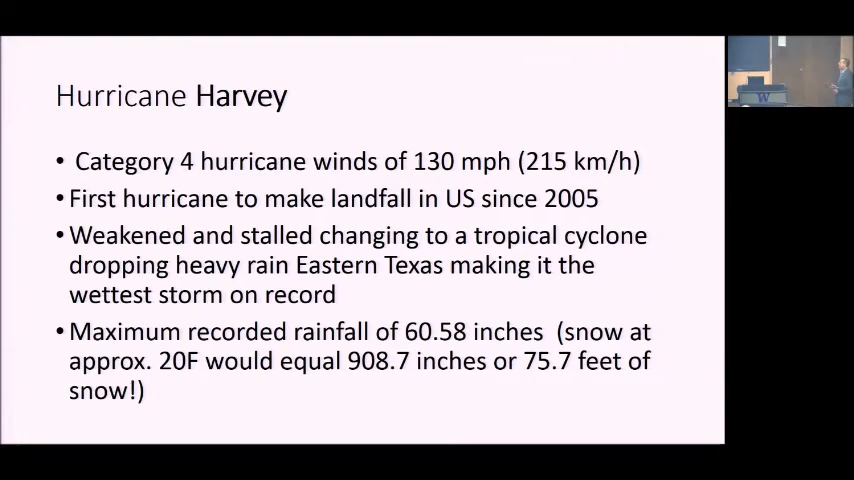 Hurricane Harvey
• Category 4 hurricane winds of 130 mph (215 km/h)
• First hurricane to make landfall in US since 2005
• Weakened and stalled changing to a tropical cyclone
dropping heavy rain Eastern Texas making it the
wettest storm on record
• Maximum recorded rainfall of 60.58 inches (snow at
approx. 20F would equal 908.7 inches or 75.7 feet of
snow!)
W